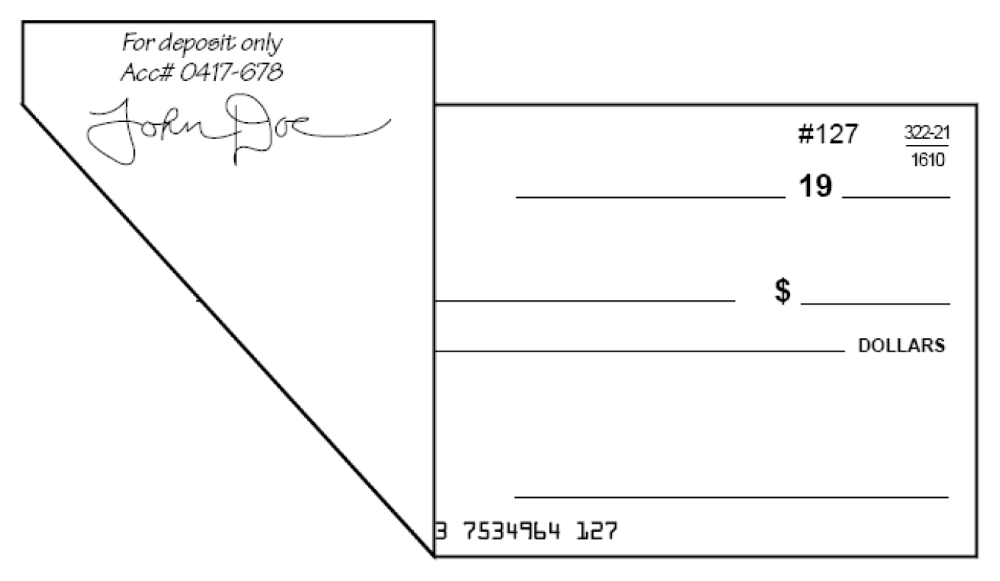 For deposit only
Acc# 0417-678
John Doe
#127
322-21
1610
19
$
DOLLARS
3 7534964 127